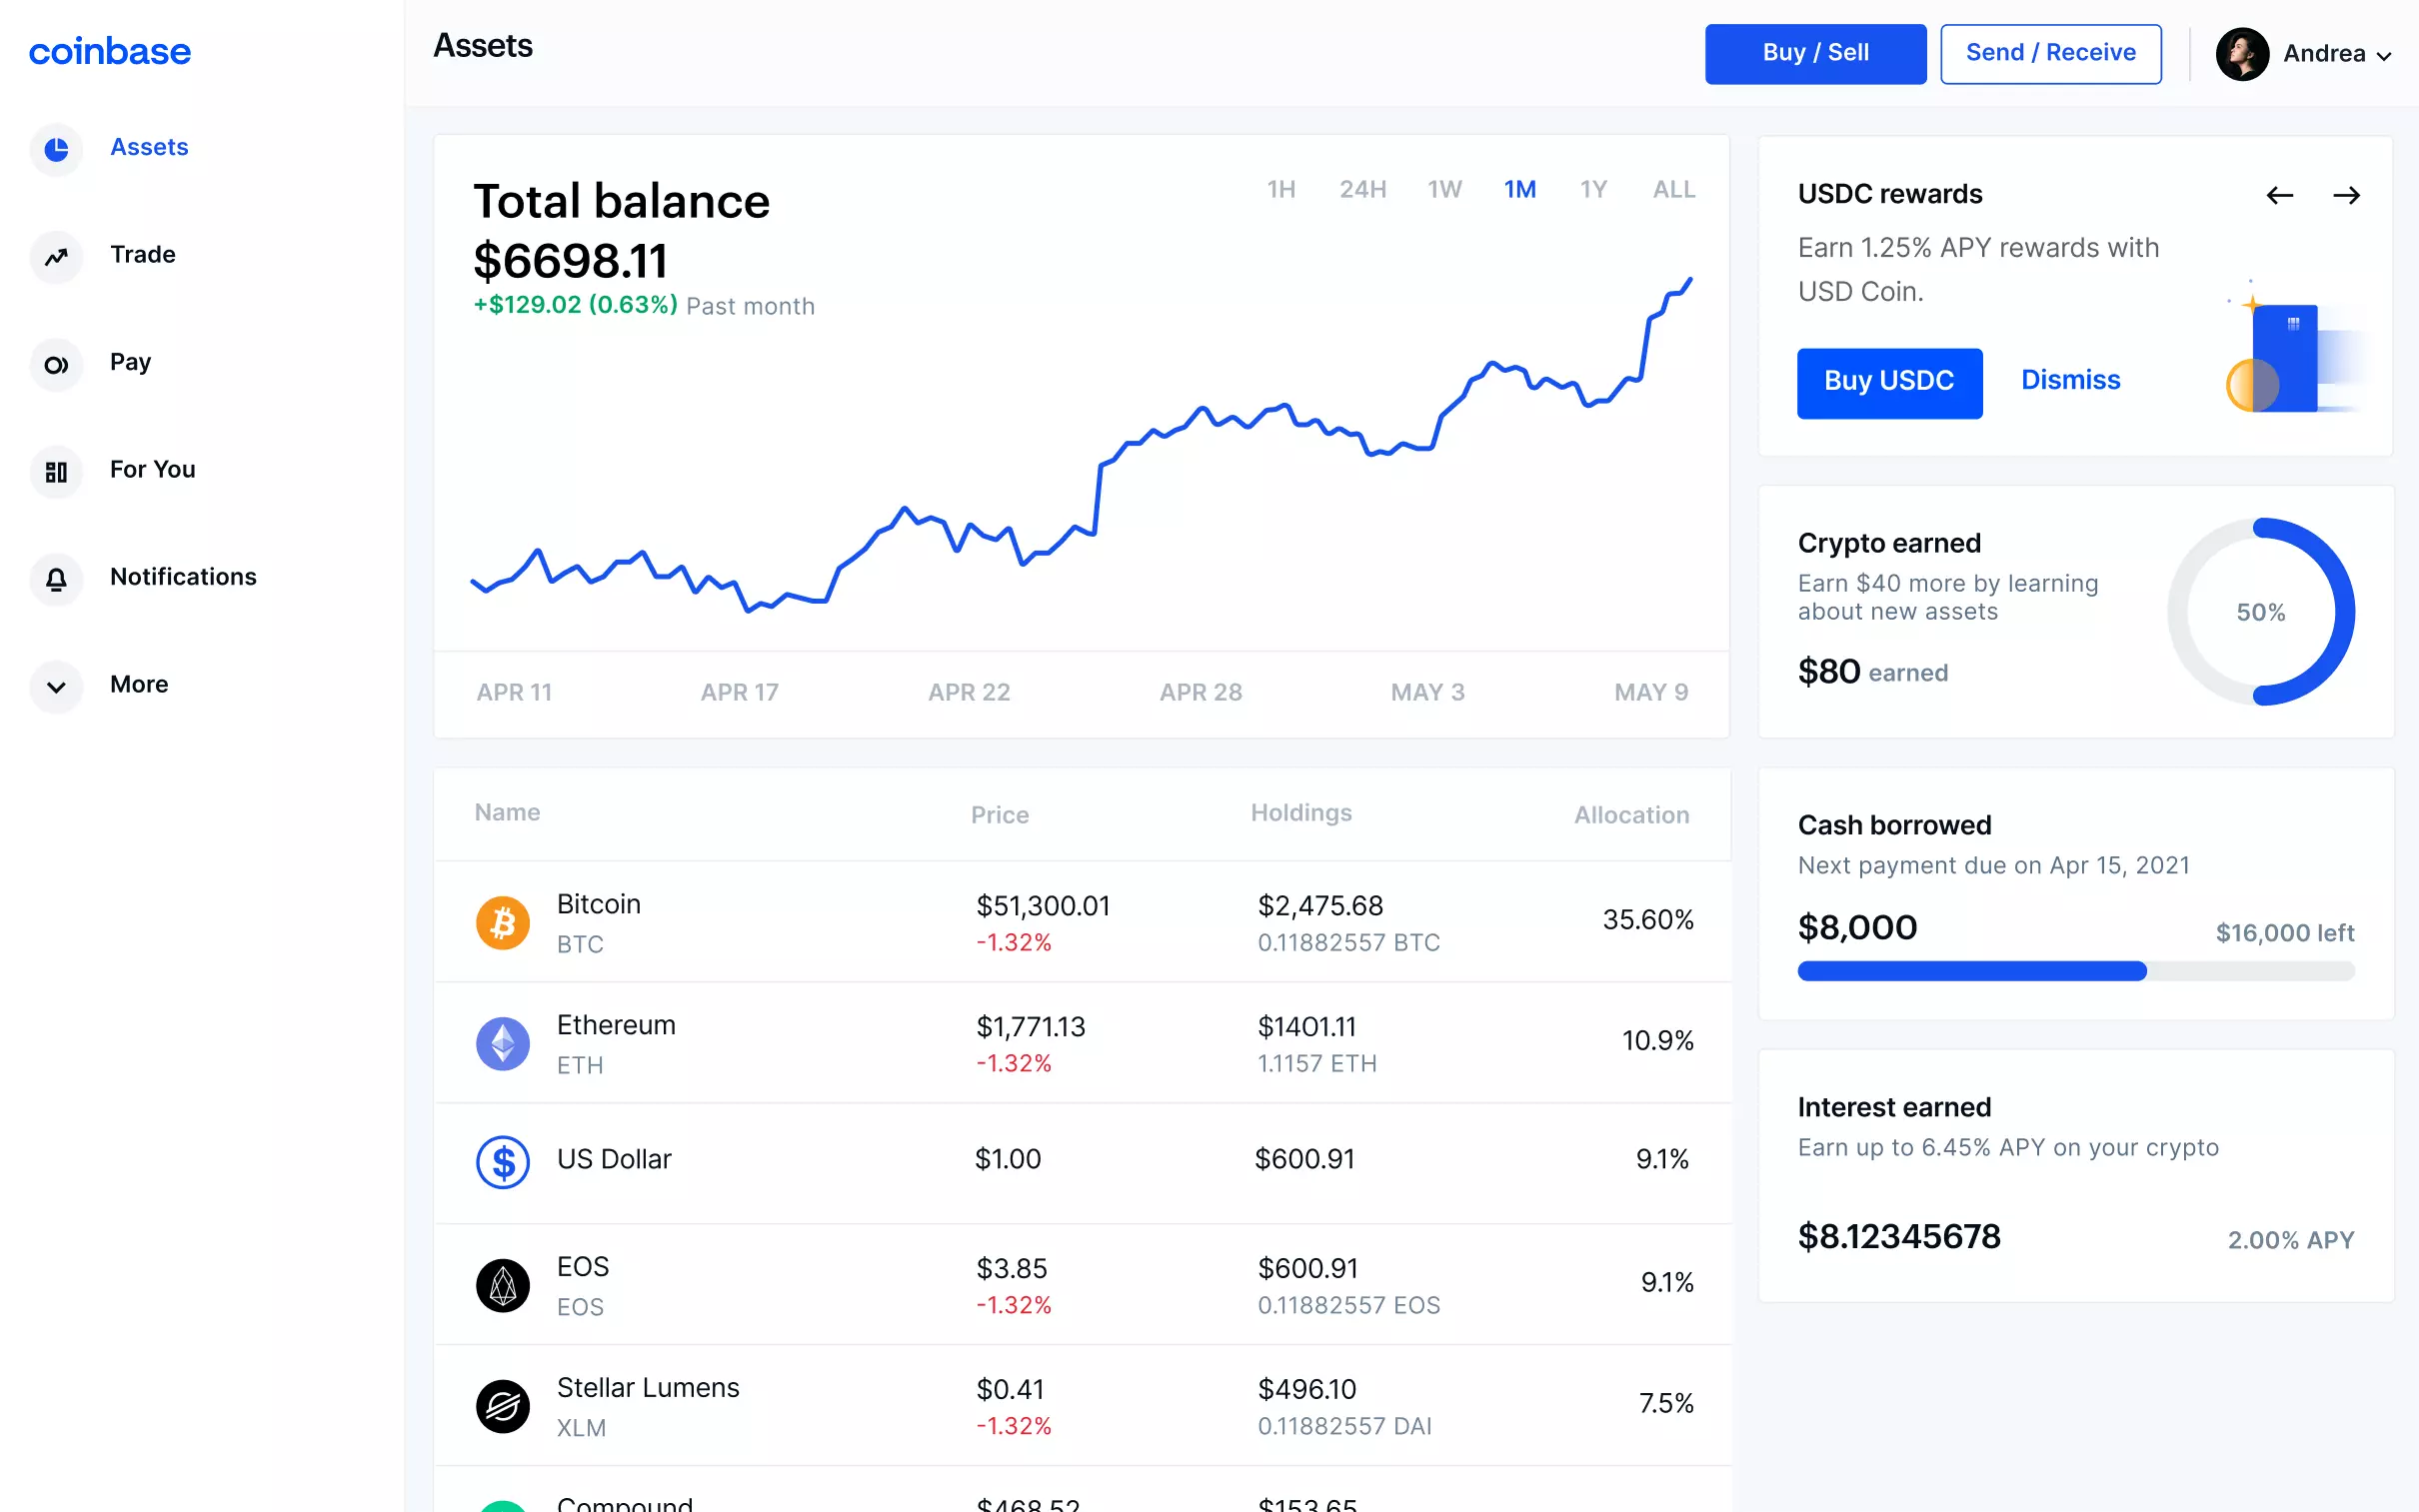 coinbase
Assets
Trade
Pay
For You
Notifications
More
Assets
Buy / Sell
Send / Receive
Andrea
Total balance
$6698.11
+$129.02 (0.63%) Past month
1H 24H 1W 1M 1Y ALL
APR 11 APR 17 APR 22 APR 28 MAY 3 MAY 9
Name Price Holdings Allocation
Bitcoin $51,300.01 $2,475.68 35.60%
BTC -1.32% 0.11882557 BTC
Ethereum $1,771.13 $1401.11 10.9%
ETH -1.32% 1.1157 ETH
US Dollar $1.00 $600.91 9.1%
EOS $3.85 $600.91 9.1%
EOS -1.32% 0.11882557 EOS
Stellar Lumens $0.41 $496.10 7.5%
XLM -1.32% 0.11882557 DAI
Compound $468.52 $153.65
USDC rewards
Earn 1.25% APY rewards with
USD Coin.
Buy USDC
Dismiss
Crypto earned
Earn $40 more by learning
about new assets
$80 earned
50%
Cash borrowed
Next payment due on Apr 15, 2021
$8,000
$16,000 left
Interest earned
Earn up to 6.45% APY on your crypto
$8.12345678
2.00% APY